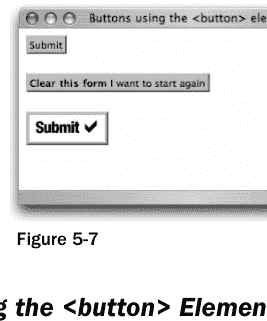 Buttons using the <button> ele
Submit
Clear this form I want to start again
Submit ✔
Figure 5-7
g the <button> Elemen